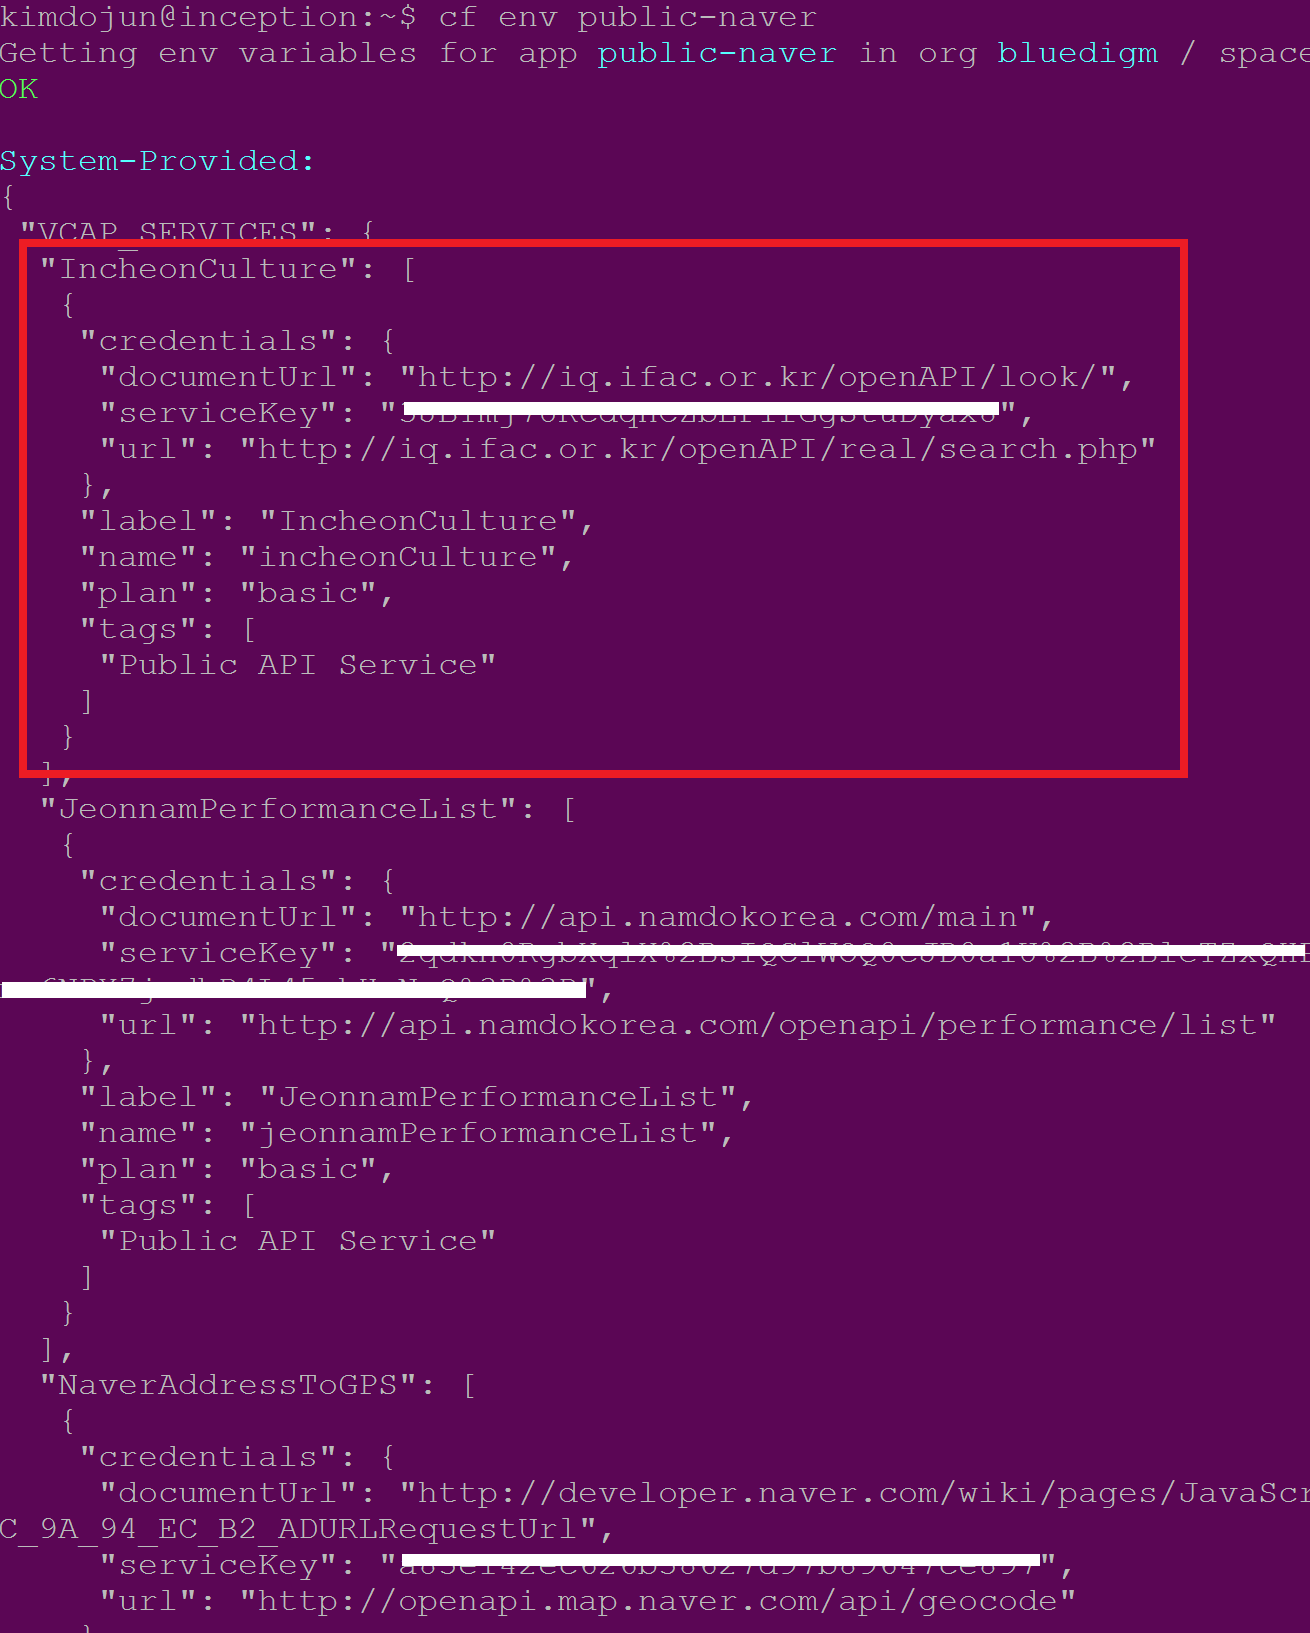 kimdojun@inception:~$ cf env public-naver
Getting env variables for app public-naver in org bluedigm / space
OK
System-Provided:
{
"VCAP_SERVICES": {
"IncheonCulture": [
{
"credentials": {
"documentUrl": "http://iq.ifac.or.kr/openAPI/look/",
"serviceKey": "",
"url": "http://iq.ifac.or.kr/openAPI/real/search.php"
},
"label": "IncheonCulture",
"name": "incheonCulture",
"plan": "basic",
"tags": [
"Public API Service"
]
}
],
"JeonnamPerformanceList": [
{
"credentials": {
"documentUrl": "http://api.namdokorea.com/main",
"serviceKey": "
",
"url": "http://api.namdokorea.com/openapi/performance/list"
},
"label": "JeonnamPerformanceList",
"name": "jeonnamPerformanceList",
"plan": "basic",
"tags": [
"Public API Service"
]
}
],
"NaverAddressToGPS": [
{
"credentials": {
"documentUrl": "http://developer.naver.com/wiki/pages/JavaScr
C_9A_94_EC_B2_ADURLRequestUrl",
"serviceKey": "",
"url": "http://openapi.map.naver.com/api/geocode"
}